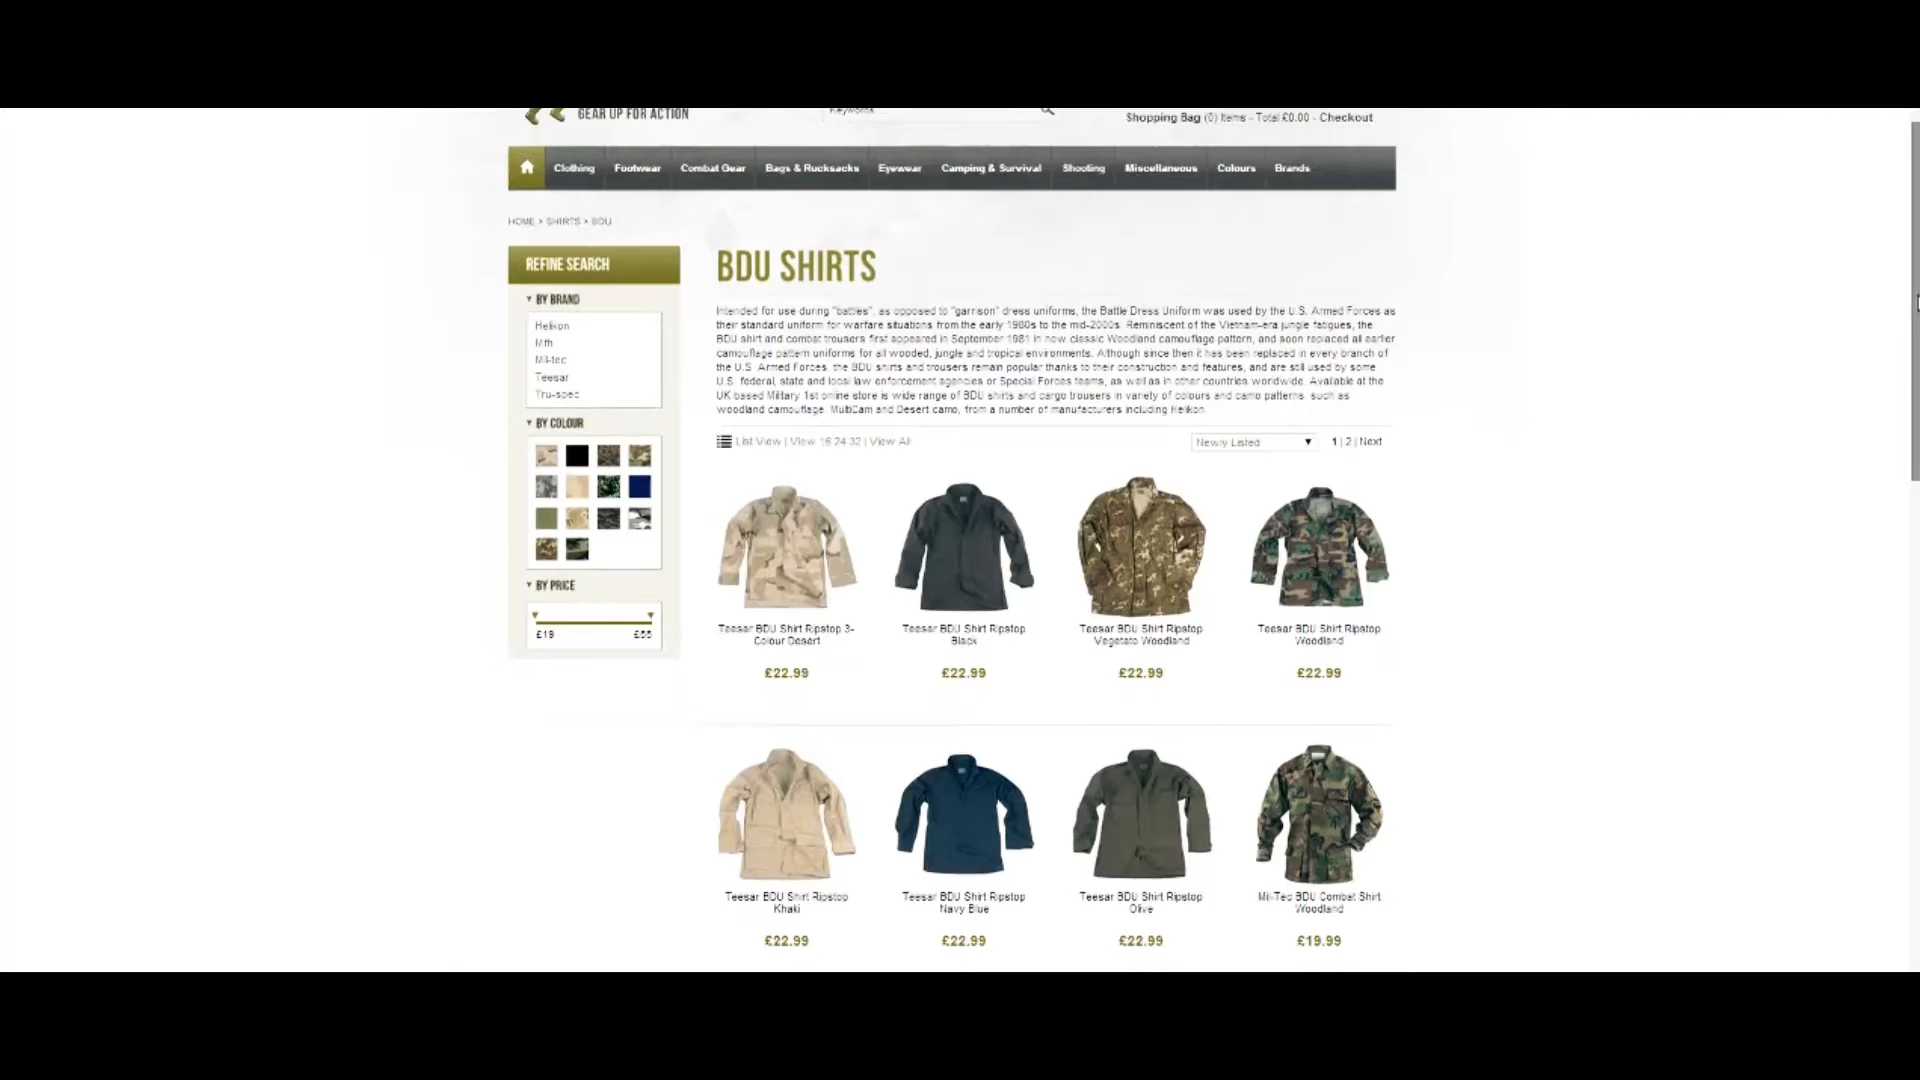 GEAR UP FOR ACTION
Keywords
Shopping Bag (0) Items - Total £0.00 - Checkout
Clothing Footwear Combat Gear Bags & Rucksacks Eyewear Camping & Survival Shooting Miscellaneous Colours Brands
HOME > SHIRTS > BDU
REFINE SEARCH
BY BRAND
Helikon
Mfh
Mil-tec
Teesar
Tru-spec
BY COLOUR
BY PRICE
£19 £55
BDU SHIRTS
Intended for use during "battles", as opposed to "garrison" dress uniforms, the Battle Dress Uniform was used by the U.S. Armed Forces as
their standard uniform for warfare situations from the early 1980s to the mid-2000s. Reminiscent of the Vietnam-era jungle fatigues, the
BDU shirt and combat trousers first appeared in September 1981 in now classic Woodland camouflage pattern, and soon replaced all earlier
camouflage pattern uniforms for all wooded, jungle and tropical environments. Although since then it has been replaced in every branch of
the U.S. Armed Forces, the BDU shirts and trousers remain popular thanks to their construction and features, and are still used by some
U.S. federal, state and local law enforcement agencies or Special Forces teams, as well as in other countries worldwide. Available at the
UK based Military 1st online store is wide range of BDU shirts and cargo trousers in variety of colours and camo patterns, such as
woodland camouflage, MultiCam and Desert camo, from a number of manufacturers including Helikon.
List View | View 16 24 32 | View All
Newly Listed
1 | 2 | Next
Teesar BDU Shirt Ripstop 3-
Colour Desert
£22.99
Teesar BDU Shirt Ripstop
Black
£22.99
Teesar BDU Shirt Ripstop
Vegetato Woodland
£22.99
Teesar BDU Shirt Ripstop
Woodland
£22.99
Teesar BDU Shirt Ripstop
Khaki
£22.99
Teesar BDU Shirt Ripstop
Navy Blue
£22.99
Teesar BDU Shirt Ripstop
Olive
£22.99
Mil-Tec BDU Combat Shirt
Woodland
£19.99